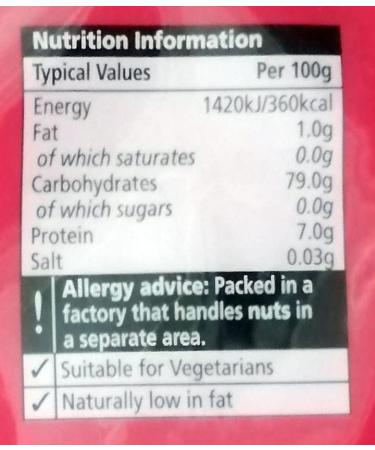 Nutrition Information
Typical Values Per 100g
Energy 1420kJ/360kcal
Fat 1.0g
of which saturates 0.0g
Carbohydrates 79.0g
of which sugars 0.0g
Protein 7.0g
Salt 0.03g
! Allergy advice: Packed in a
factory that handles nuts in
a separate area.
✓ Suitable for Vegetarians
✓ Naturally low in fat